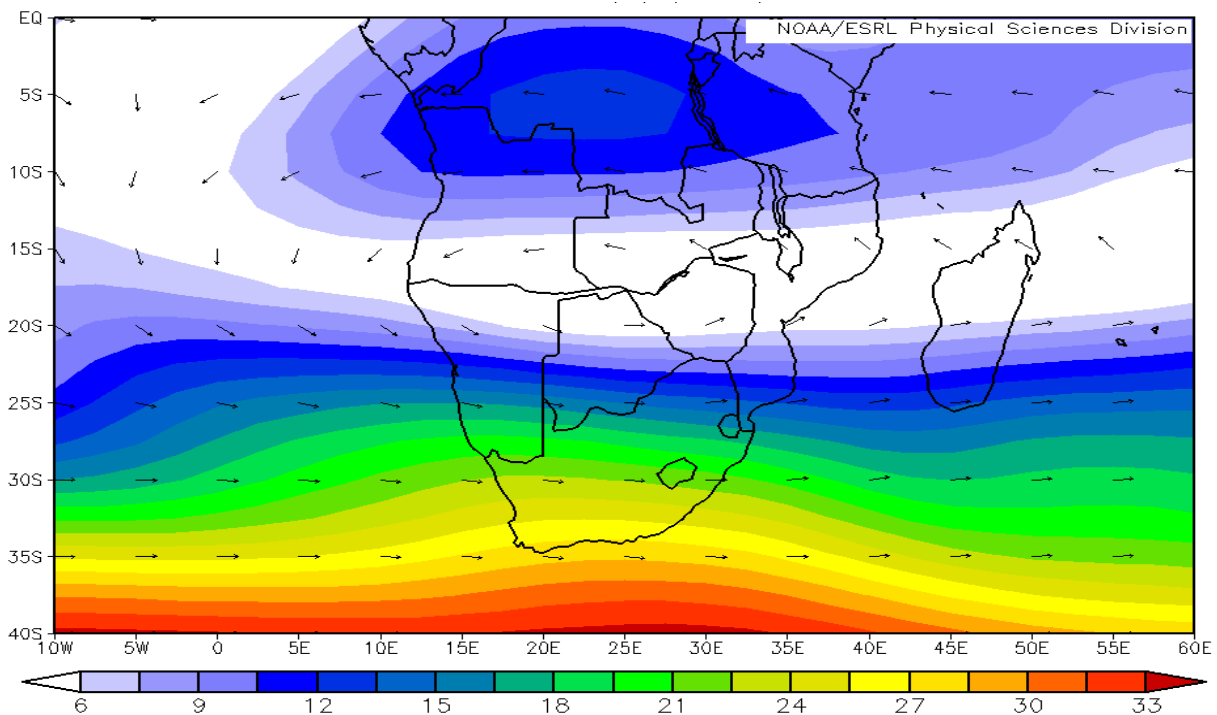 NOAA/ESRL Physical Sciences Division
EQ
5S
10S
15S
20S
25S
30S
35S
40S
10W 5W 0 5E 10E 15E 20E 25E 30E 35E 40E 45E 50E 55E 60E
6 9 12 15 18 21 24 27 30 33